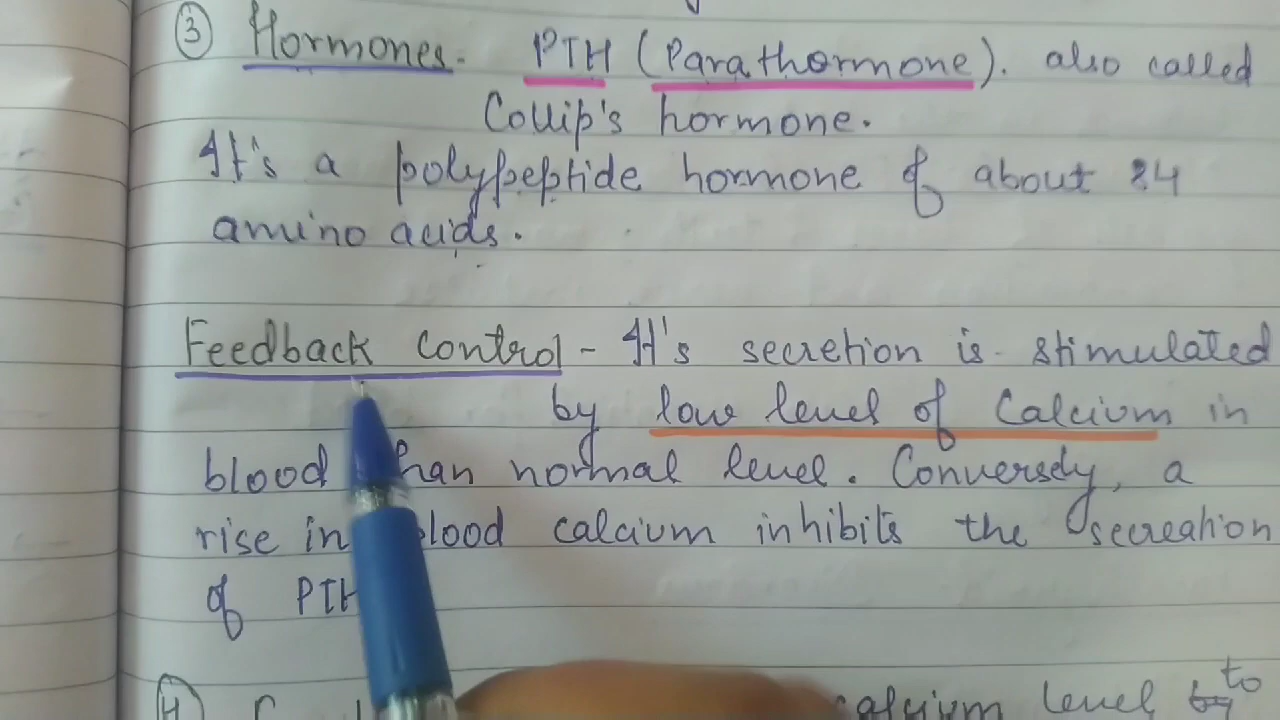 ③ Hormones. PTH (Parathormone). also called
Collip's hormone.
It's a polypeptide hormone of about 84
amino acids.
Feedback control - It's secretion is stimulated
by low level of Calcium in
blood than normal level. Conversely, a
rise in blood calcium inhibits the secreation
of PTH
calcium level to